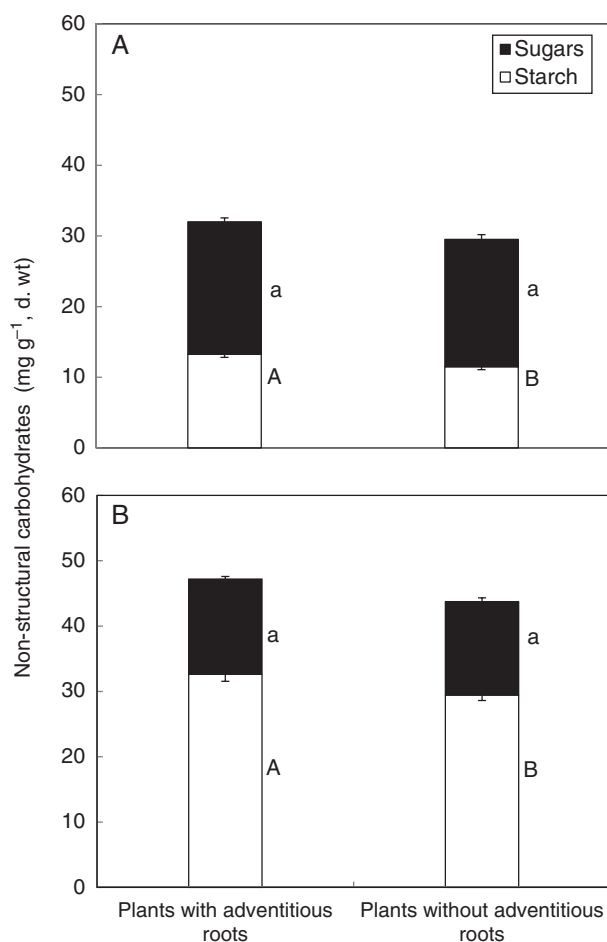 A
Sugars
Starch
60
50
40
30
20
10
0
a
A
a
B
Non-structural carbohydrates (mg g⁻¹, d. wt)
B
60
50
40
30
20
10
0
a
A
a
B
Plants with adventitious
roots
Plants without adventitious
roots